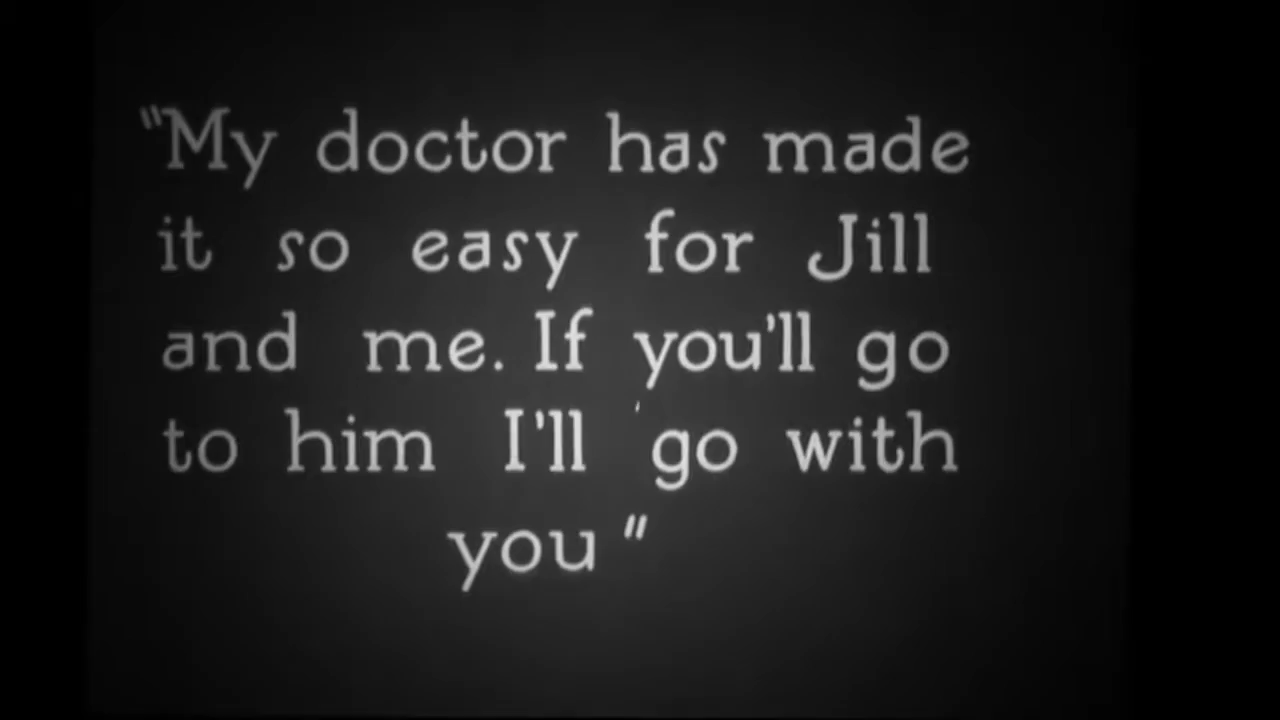 "My doctor has made
it so easy for Jill
and me. If you'll go
to him I'll go with
you"